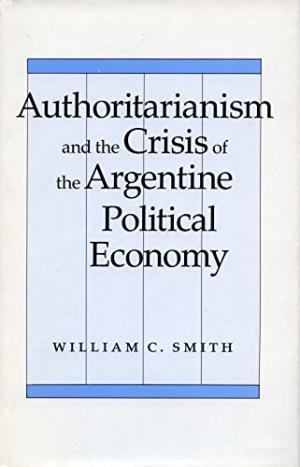 Authoritarianism
and the Crisis of
the Argentine
Political
Economy
WILLIAM C. SMITH